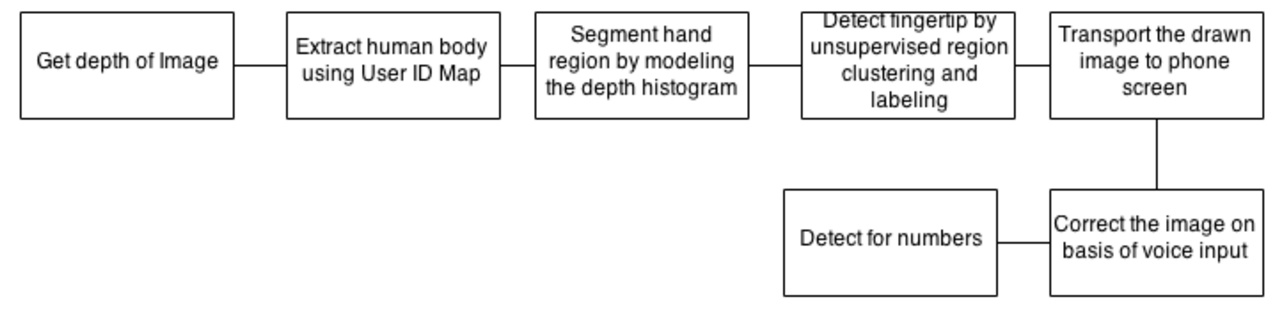 Get depth of Image
Extract human body
using User ID Map
Segment hand
region by modeling
the depth histogram
Detect fingertip by
unsupervised region
clustering and
labeling
Transport the drawn
image to phone
screen
Correct the image on
basis of voice input
Detect for numbers